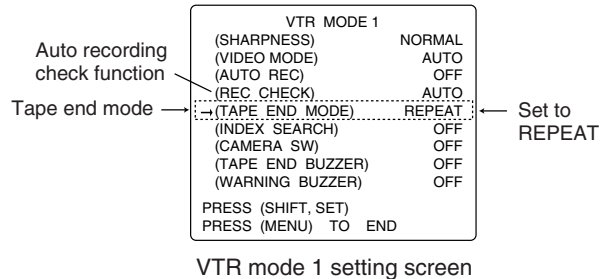 VTR MODE 1
(SHARPNESS) NORMAL
(VIDEO MODE) AUTO
(AUTO REC) OFF
(REC CHECK) AUTO
→(TAPE END MODE) REPEAT
(INDEX SEARCH) OFF
(CAMERA SW) OFF
(TAPE END BUZZER) OFF
(WARNING BUZZER) OFF
PRESS (SHIFT, SET)
PRESS (MENU) TO END
Auto recording
check function
Tape end mode
Set to
REPEAT
VTR mode 1 setting screen